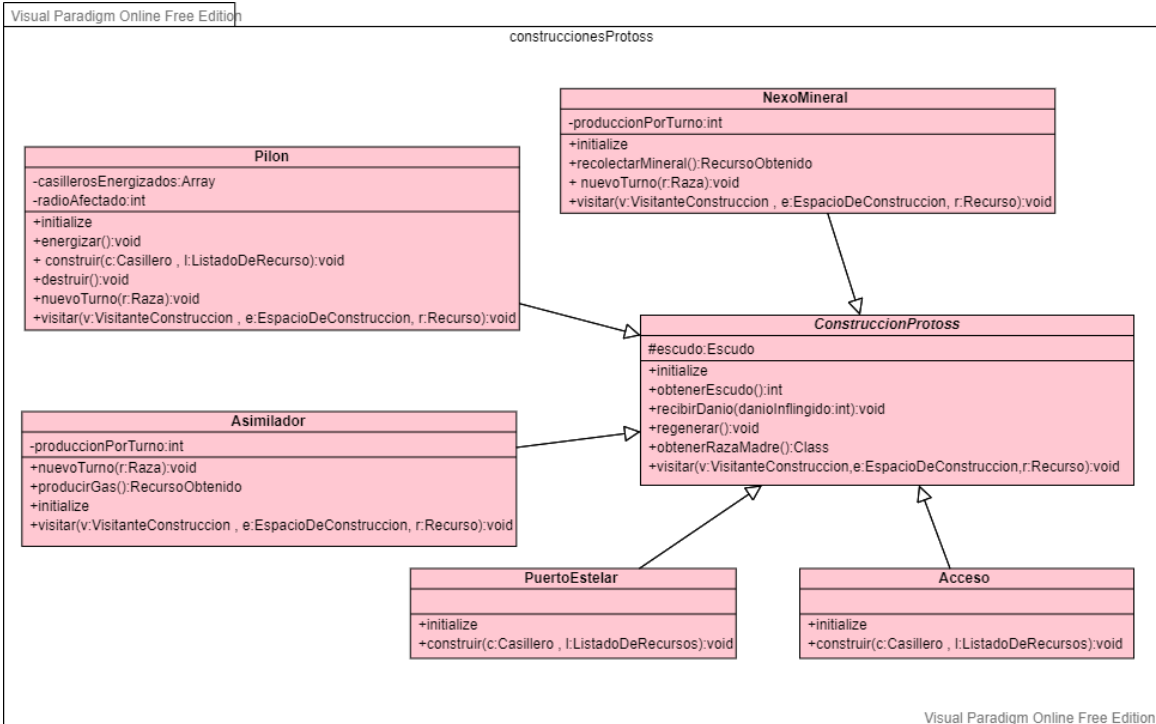 Visual Paradigm Online Free Edition
construccionesProtoss
NexoMineral
-produccionPorTurno:int
+initialize
+recolectarMineral():RecursoObtenido
+ nuevoTurno(r:Raza):void
+visitar(v:VisitanteConstruccion , e:EspacioDeConstruccion, r:Recurso):void
Pilon
-casillerosEnergizados:Array
-radioAfectado:int
+initialize
+energizar():void
+ construir(c:Casillero , l:ListadoDeRecurso):void
+destruir():void
+nuevoTurno(r:Raza):void
+visitar(v:VisitanteConstruccion , e:EspacioDeConstruccion, r:Recurso):void
ConstruccionProtoss
#escudo:Escudo
+initialize
+obtenerEscudo():int
+recibirDanio(danioInflingido:int):void
+regenerar():void
+obtenerRazaMadre():Class
+visitar(v:VisitanteConstruccion,e:EspacioDeConstruccion,r:Recurso):void
Asimilador
-produccionPorTurno:int
+nuevoTurno(r:Raza):void
+producirGas():RecursoObtenido
+initialize
+visitar(v:VisitanteConstruccion , e:EspacioDeConstruccion, r:Recurso):void
PuertoEstelar
+initialize
+construir(c:Casillero , l:ListadoDeRecursos):void
Acceso
+initialize
+construir(c:Casillero , l:ListadoDeRecursos):void
Visual Paradigm Online Free Edition